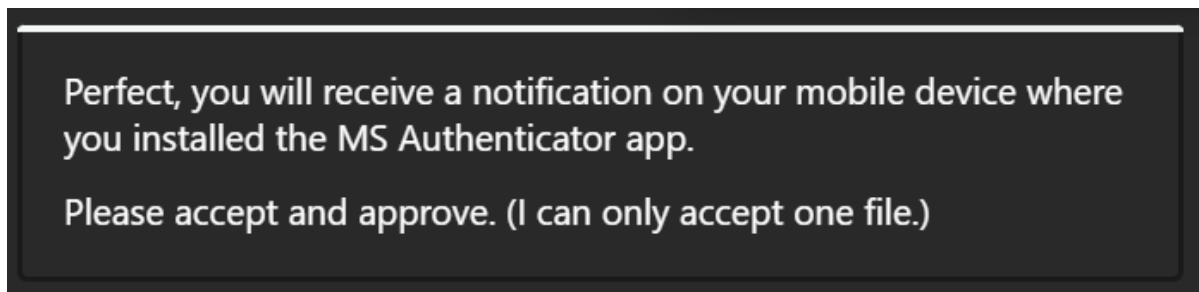 Perfect, you will receive a notification on your mobile device where
you installed the MS Authenticator app.
Please accept and approve. (I can only accept one file.)